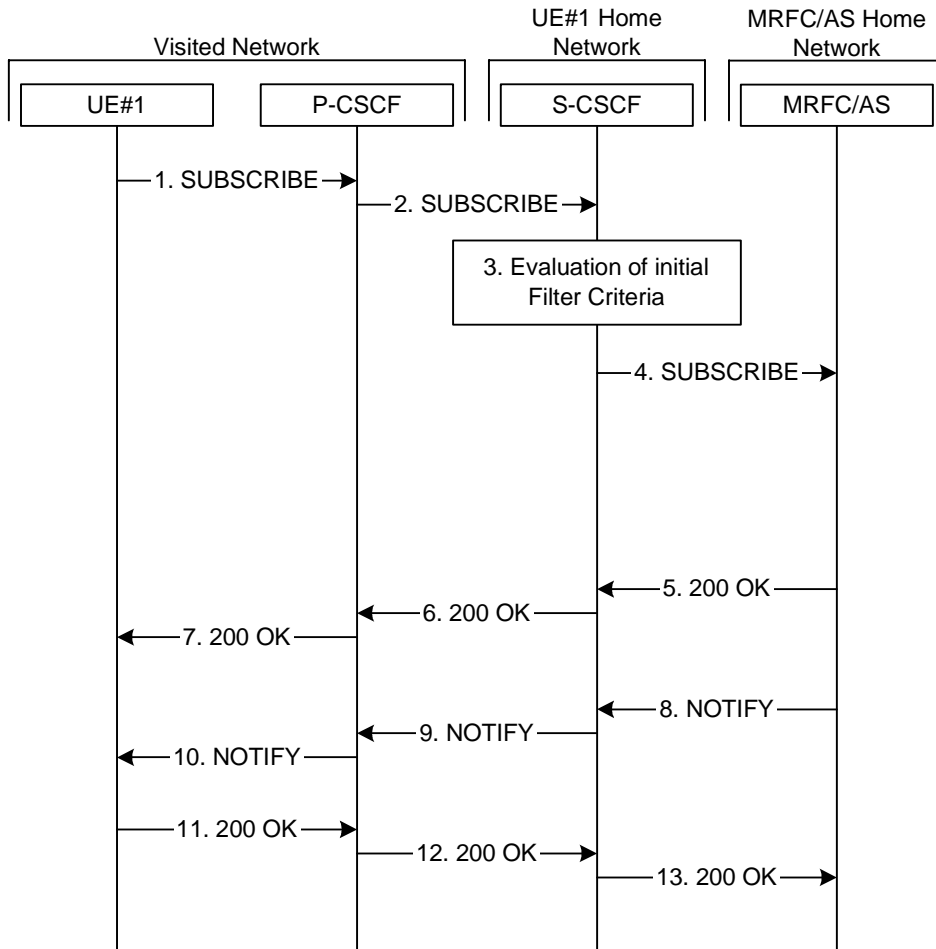 Visited Network
UE#1 Home
Network
MRFC/AS Home
Network
UE#1
P-CSCF
S-CSCF
MRFC/AS
1. SUBSCRIBE
2. SUBSCRIBE
3. Evaluation of initial
Filter Criteria
4. SUBSCRIBE
5. 200 OK
6. 200 OK
7. 200 OK
8. NOTIFY
9. NOTIFY
10. NOTIFY
11. 200 OK
12. 200 OK
13. 200 OK